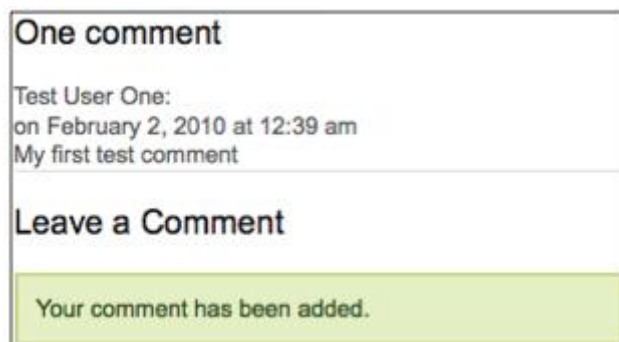 One comment
Test User One:
on February 2, 2010 at 12:39 am
My first test comment
Leave a Comment
Your comment has been added.